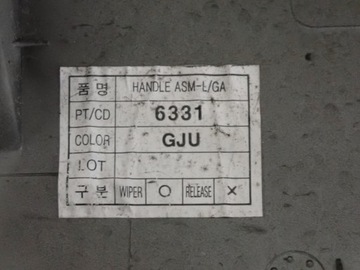 품 명 HANDLE ASM-L/GA
PT/CD 6331
COLOR GJU
LOT
구 분 WIPER O RELEASE X